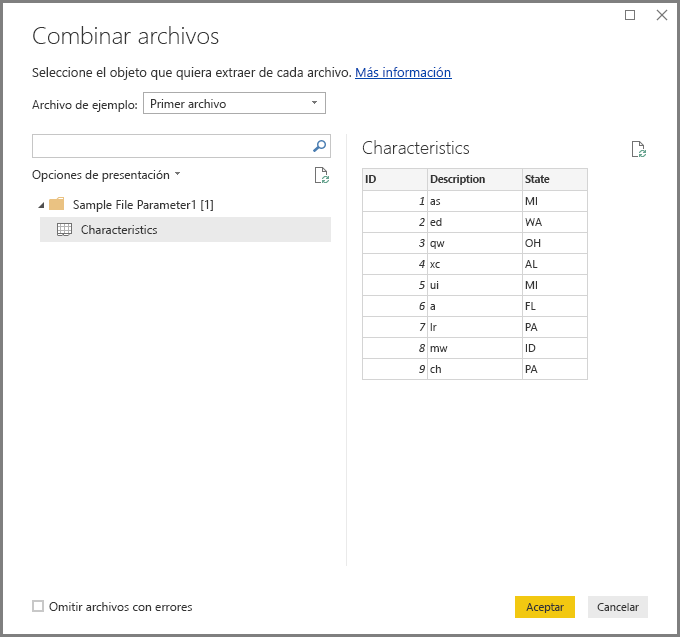 Combinar archivos
Seleccione el objeto que quiera extraer de cada archivo. Más información
Archivo de ejemplo: Primer archivo
Opciones de presentación
Sample File Parameter1 [1]
Characteristics
Characteristics
ID Description State
1 as MI
2 ed WA
3 qw OH
4 xc AL
5 ui MI
6 a FL
7 lr PA
8 mw ID
9 ch PA
Omitir archivos con errores
Aceptar Cancelar